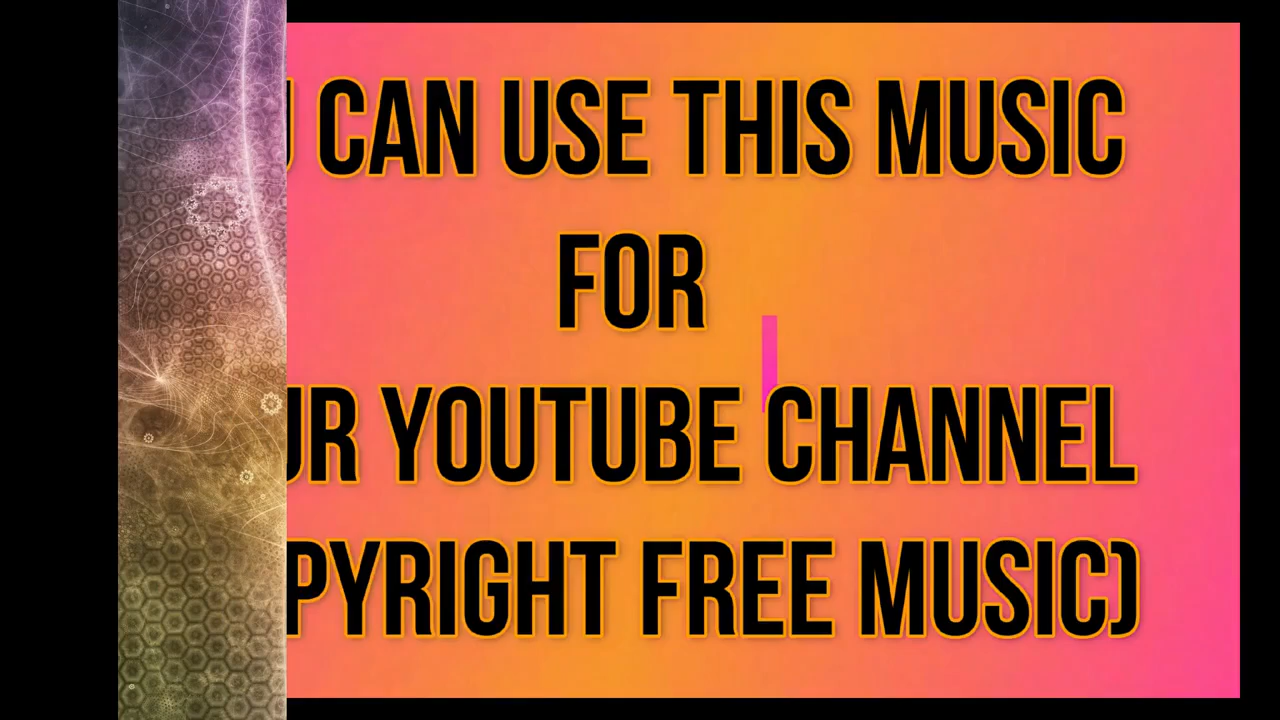 CAN USE THIS MUSIC
FOR
YOUTUBE CHANNEL
FREE MUSIC)